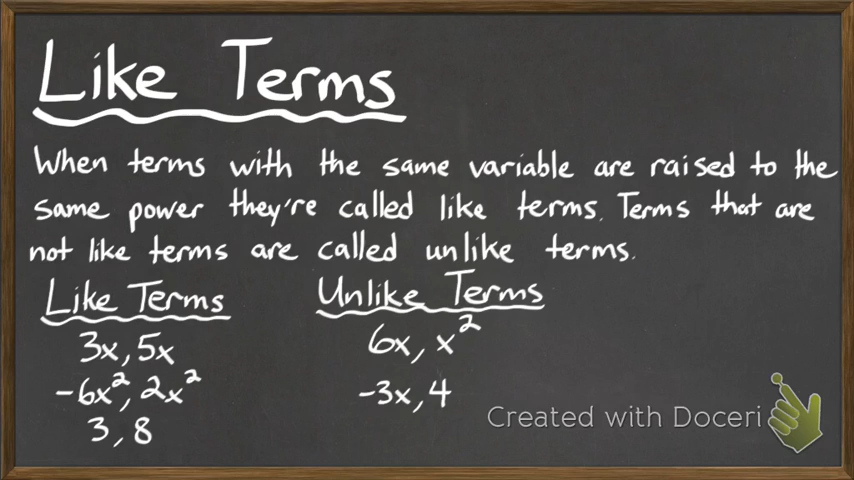 Like Terms
When terms with the same variable are raised to the
same power they're called like terms. Terms that are
not like terms are called unlike terms.
Like Terms
3x, 5x
-6x², 2x²
3, 8
Unlike Terms
6x, x²
-3x, 4
Created with Doceri